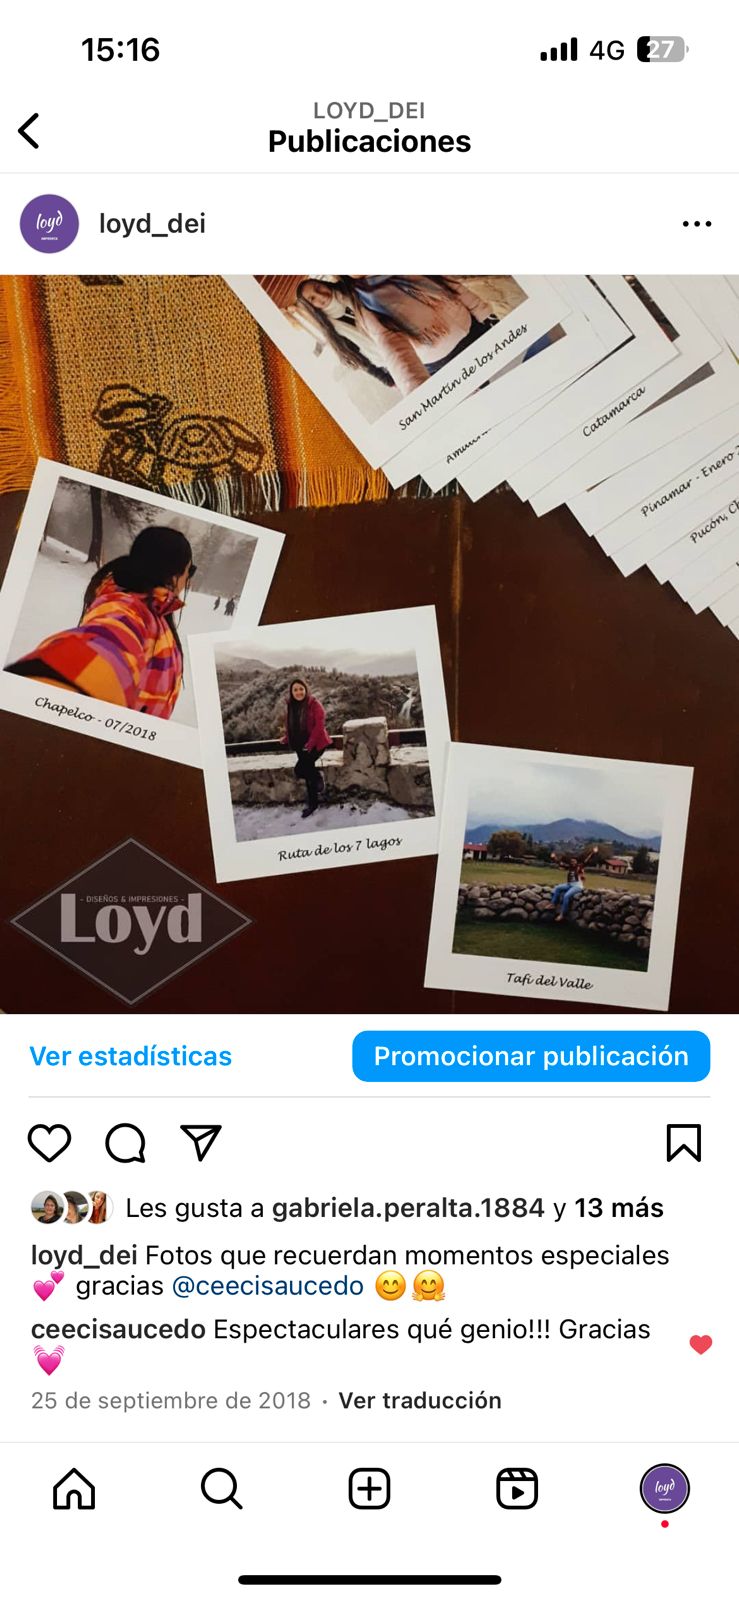 15:16
4G
27
LOYD_DEI
Publicaciones
loyd
loyd_dei
San Martín de los Andes
Catamarca
Pinamar - Enero
Pucón, Ch
Chapelco - 07/2018
Ruta de los 7 lagos
Tafi del Valle
- DISEÑOS & IMPRESIONES -
Loyd
Ver estadísticas
Promocionar publicación
Les gusta a gabriela.peralta.1884 y 13 más
loyd_dei Fotos que recuerdan momentos especiales
💕 gracias @ceecisaucedo 😊🤗
ceecisaucedo Espectaculares qué genio!!! Gracias
💓
25 de septiembre de 2018 · Ver traducción
loyd